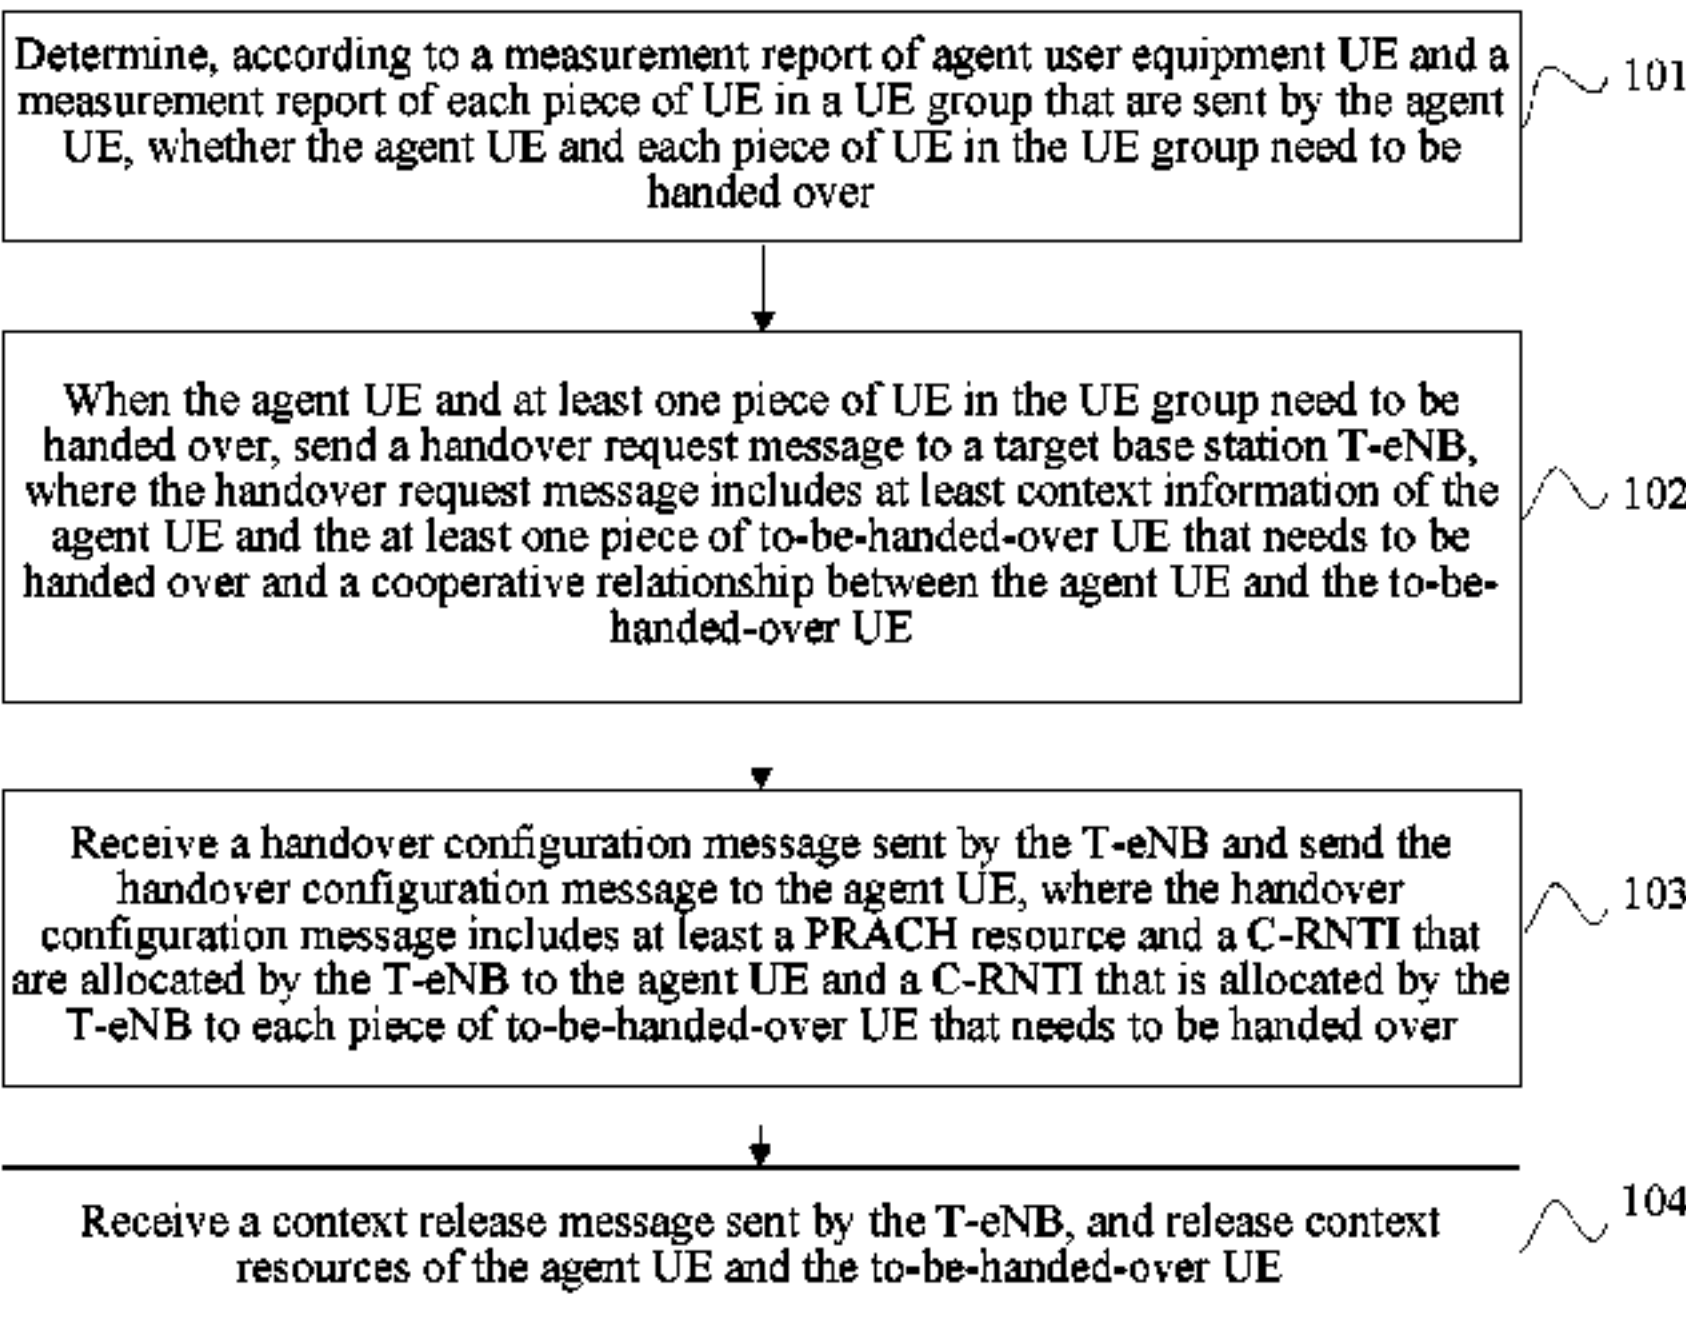 Determine, according to a measurement report of agent user equipment UE and a
measurement report of each piece of UE in a UE group that are sent by the agent
UE, whether the agent UE and each piece of UE in the UE group need to be
handed over
101
When the agent UE and at least one piece of UE in the UE group need to be
handed over, send a handover request message to a target base station T-eNB,
where the handover request message includes at least context information of the
agent UE and the at least one piece of to-be-handed-over UE that needs to be
handed over and a cooperative relationship between the agent UE and the to-be-
handed-over UE
102
Receive a handover configuration message sent by the T-eNB and send the
handover configuration message to the agent UE, where the handover
configuration message includes at least a PRACH resource and a C-RNTI that
are allocated by the T-eNB to the agent UE and a C-RNTI that is allocated by the
T-eNB to each piece of to-be-handed-over UE that needs to be handed over
103
Receive a context release message sent by the T-eNB, and release context
resources of the agent UE and the to-be-handed-over UE
104